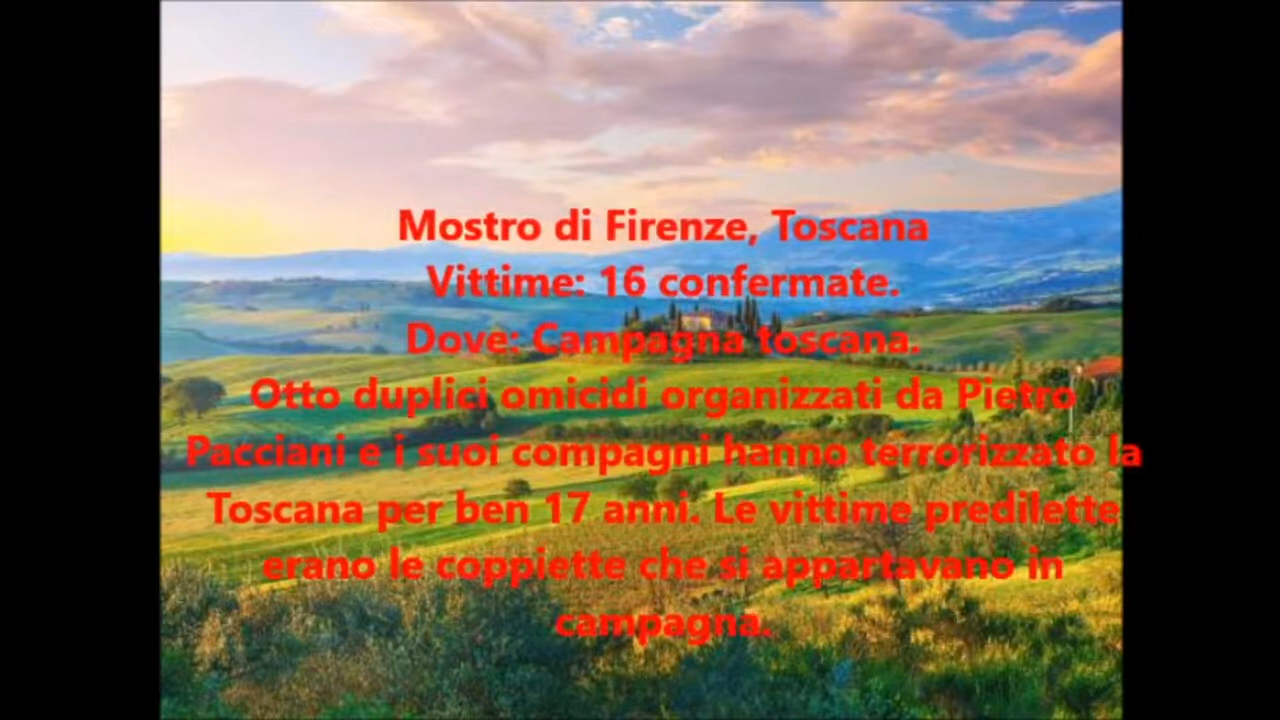 Mostro di Firenze, Toscana
Vittime: 16 confermate.
Dove: Campagna toscana.
Otto duplici omicidi organizzati da Pietro
Pacciani e i suoi compagni hanno terrorizzato la
Toscana per ben 17 anni. Le vittime predilette
erano le coppiette che si appartavano in
campagna.